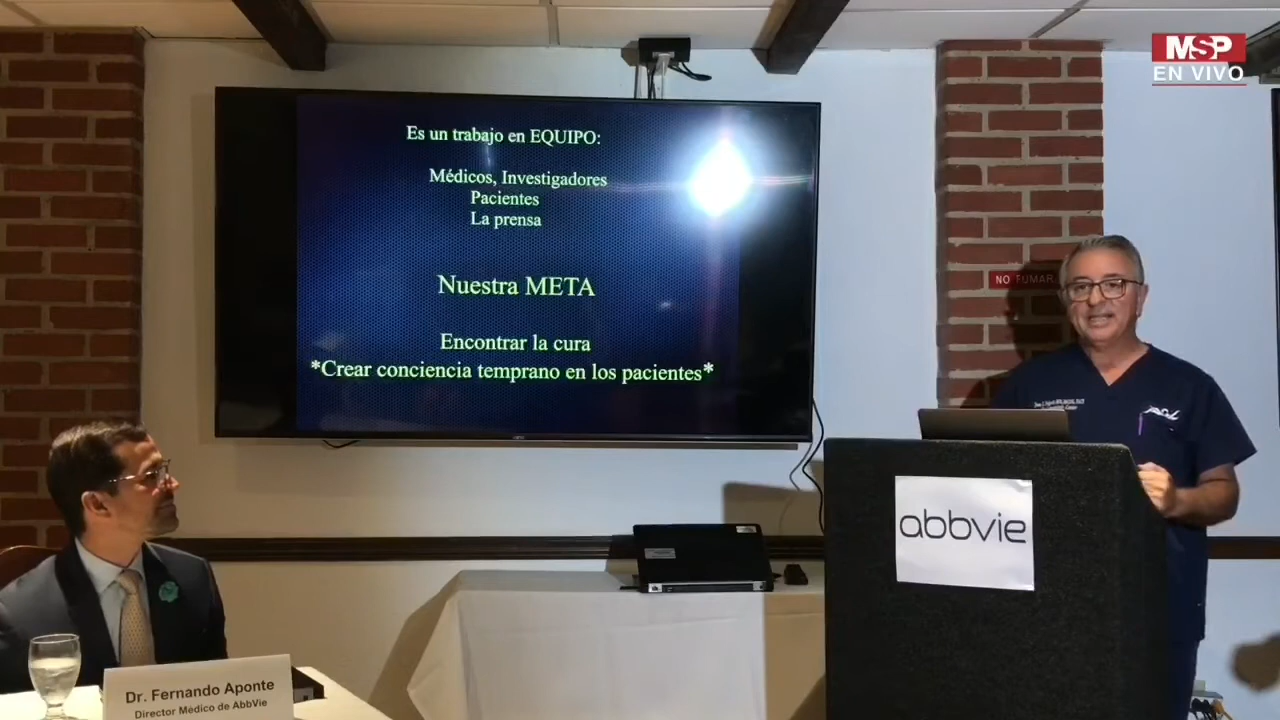 MSP
EN VIVO
Es un trabajo en EQUIPO:
Médicos, Investigadores
Pacientes
La prensa
Nuestra META
Encontrar la cura
*Crear conciencia temprano en los pacientes*
NO FUMAR
abbvie
Dr. Fernando Aponte
Director Médico de AbbVie